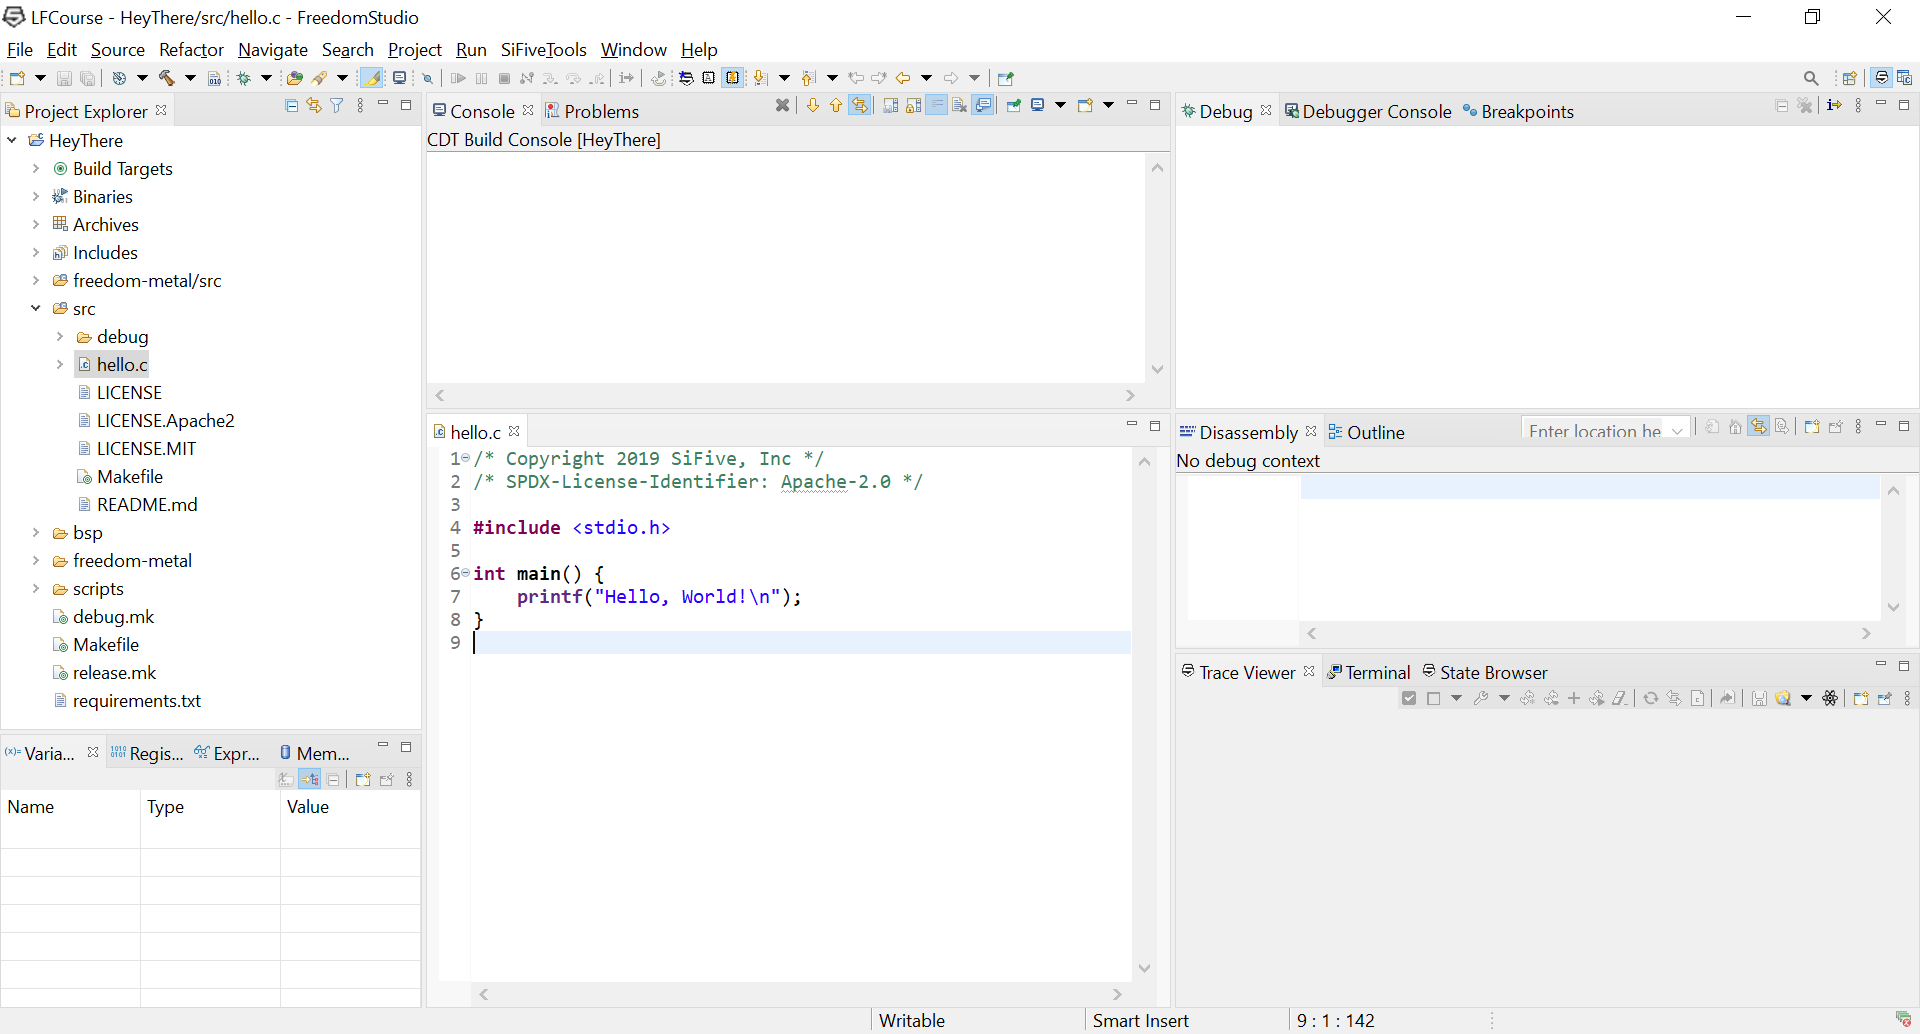 LFCourse - HeyThere/src/hello.c - FreedomStudio
File Edit Source Refactor Navigate Search Project Run SiFiveTools Window Help
Project Explorer
HeyThere
Build Targets
Binaries
Archives
Includes
freedom-metal/src
src
debug
hello.c
LICENSE
LICENSE.Apache2
LICENSE.MIT
Makefile
README.md
bsp
freedom-metal
scripts
debug.mk
Makefile
release.mk
requirements.txt
Varia... Regis... Expr... Mem...
Name Type Value
Console Problems
CDT Build Console [HeyThere]
hello.c
1 /* Copyright 2019 SiFive, Inc */
2 /* SPDX-License-Identifier: Apache-2.0 */
3
4 #include <stdio.h>
5
6 int main() {
7 printf("Hello, World!\n");
8 }
9
Debug Debugger Console Breakpoints
Disassembly Outline Enter location he
No debug context
Trace Viewer Terminal State Browser
Writable Smart Insert 9 : 1 : 142